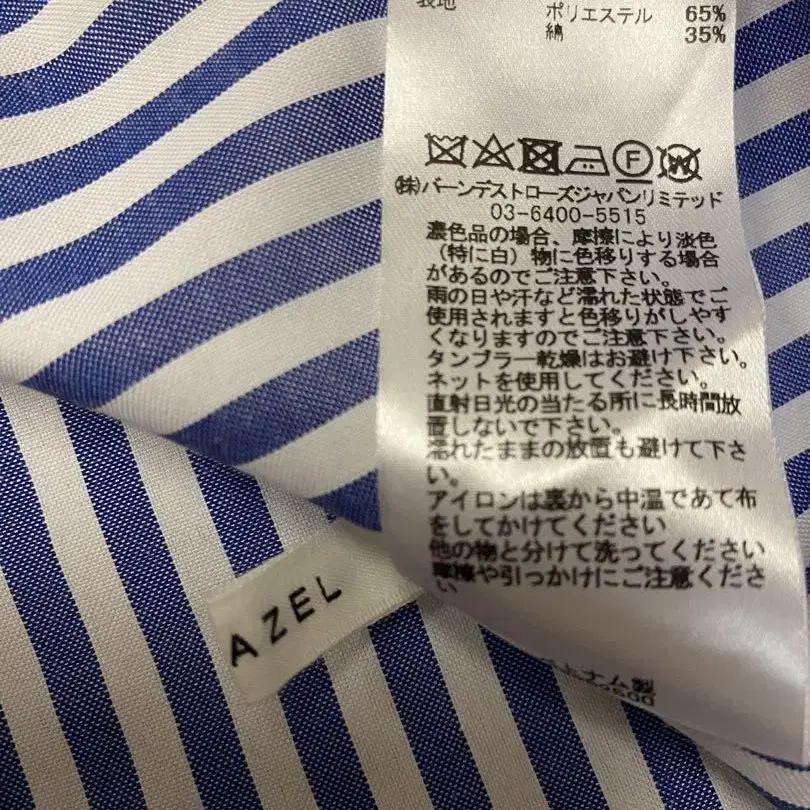 表地
ポリエステル 65%
綿 35%
F
W
㈱バーンデストローズジャパンリミテッド
03-6400-5515
濃色品の場合、摩擦により淡色
（特に白）物に色移りする場合
があるのでご注意下さい。
雨の日や汗など濡れた状態でご
使用されますと色移りがしやす
くなりますのでご注意下さい。
タンブラー乾燥はお避け下さい。
ネットを使用してください。
直射日光の当たる所に長時間放
置しないで下さい。
濡れたままの放置も避けて下さ
い。
アイロンは裏から中温であて布
をしてかけてください
他の物と分けて洗ってください
摩擦や引っかけにご注意くださ
い
AZEL
ベトナム製